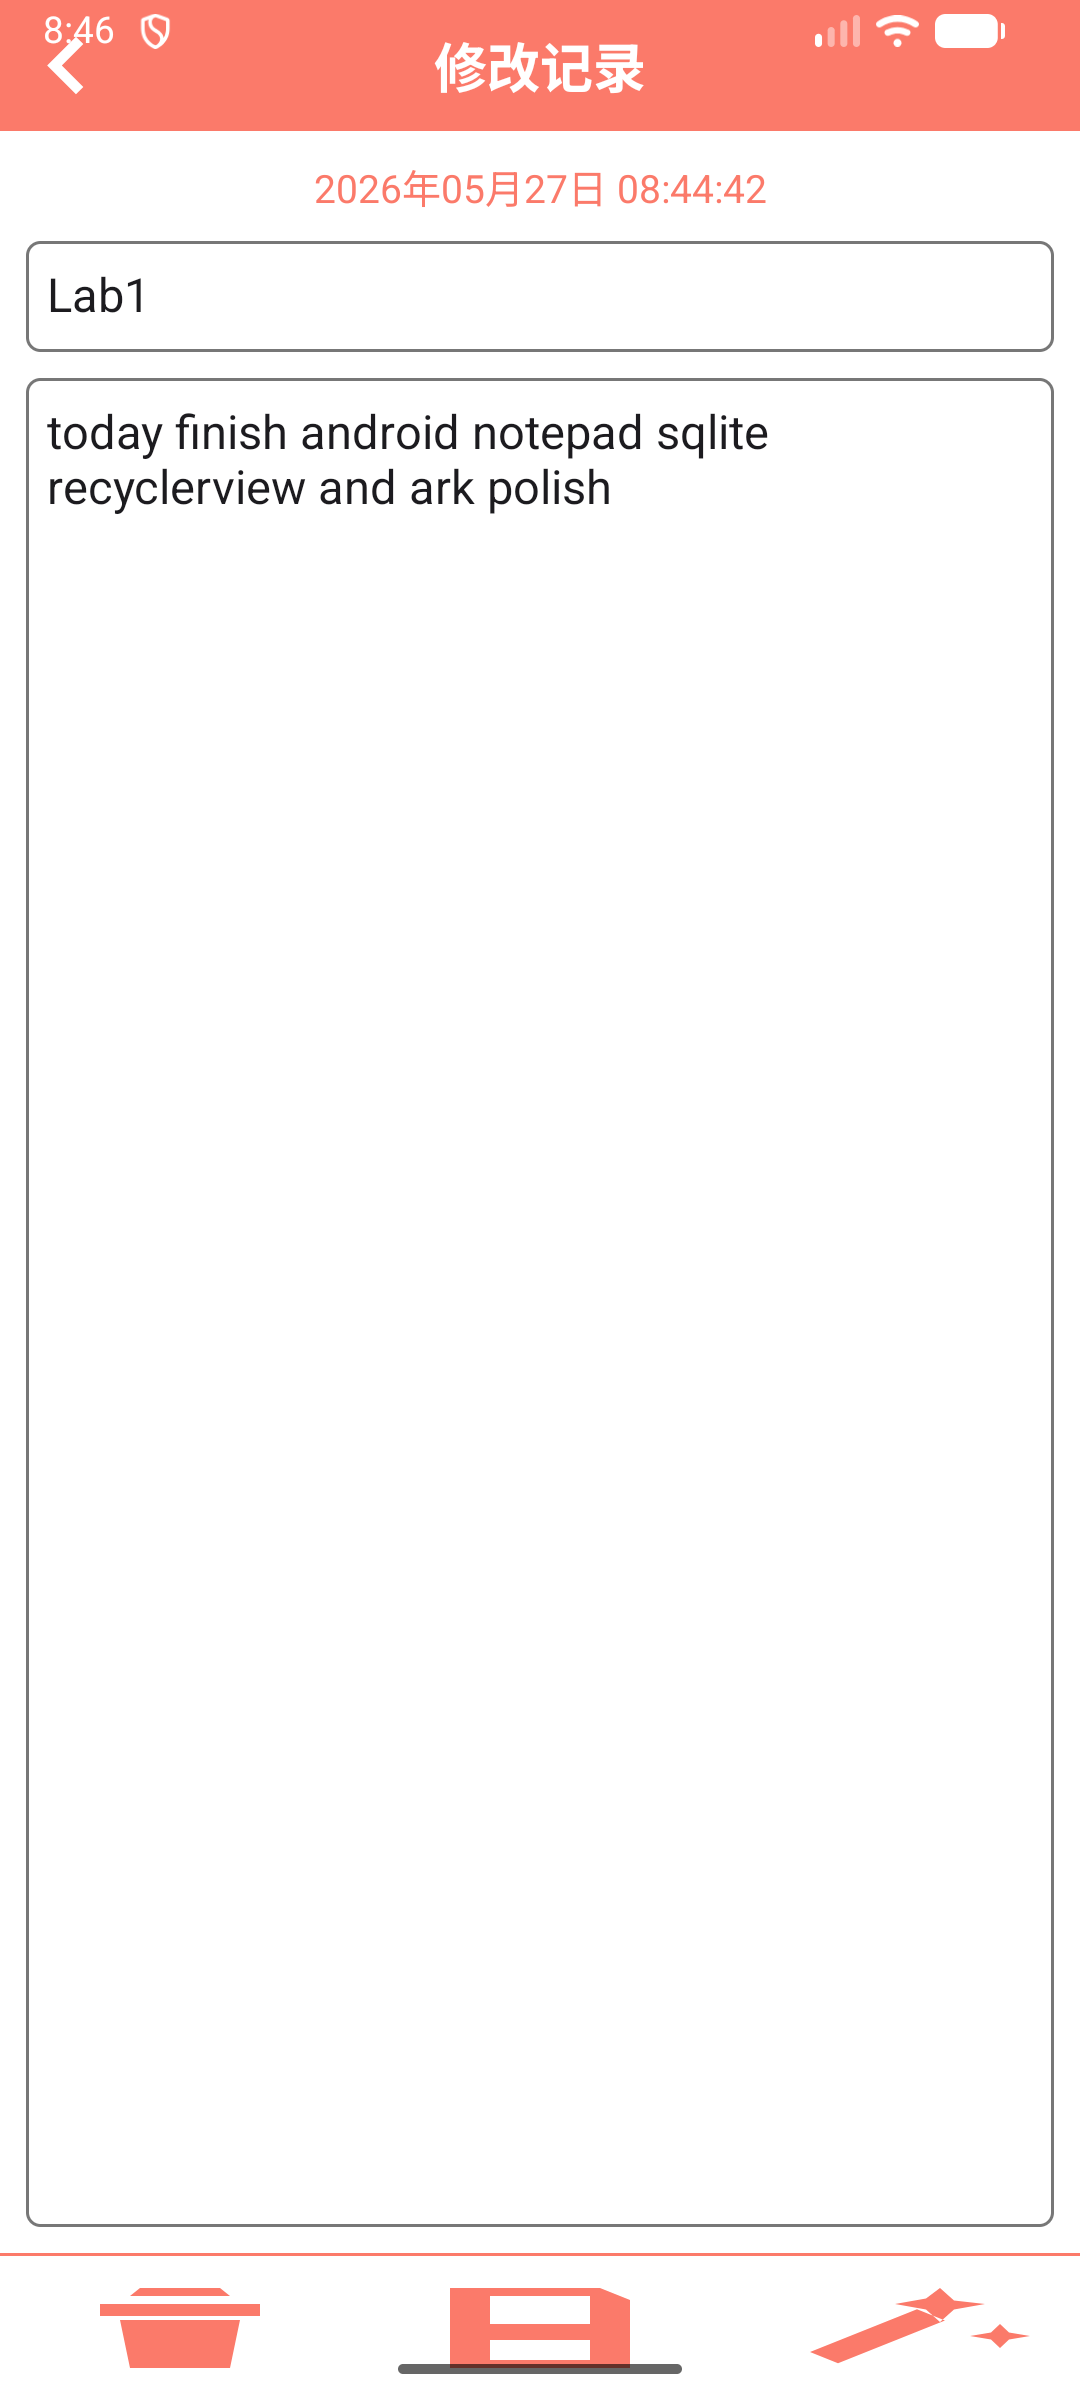 8:46
修改记录
2026年05月27日 08:44:42
Lab1
today finish android notepad sqlite
recyclerview and ark polish